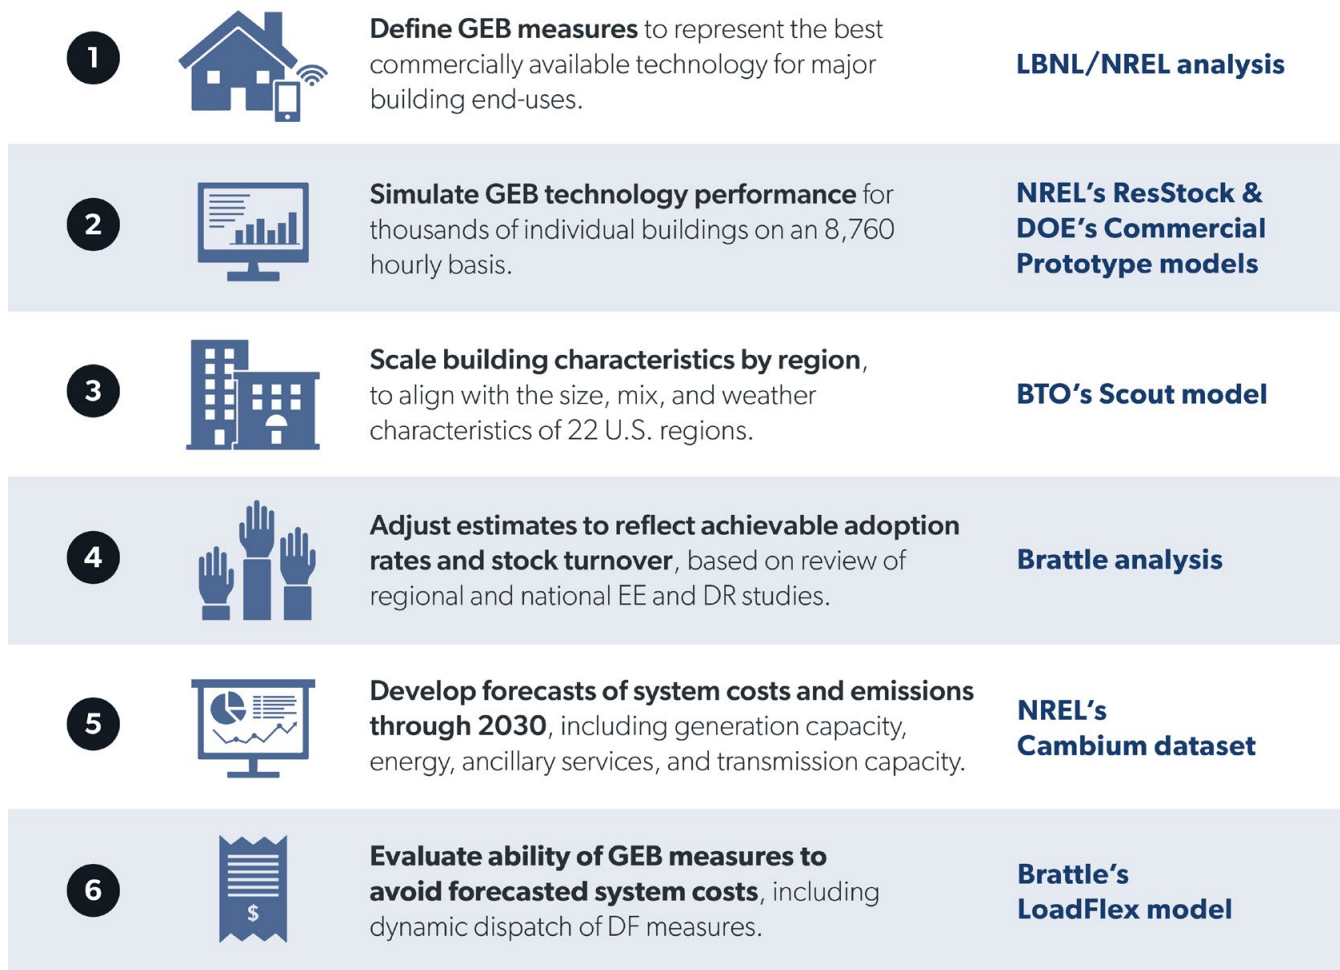 1
Define GEB measures to represent the best
commercially available technology for major
building end-uses.
LBNL/NREL analysis
2
Simulate GEB technology performance for
thousands of individual buildings on an 8,760
hourly basis.
NREL's ResStock &
DOE's Commercial
Prototype models
3
Scale building characteristics by region,
to align with the size, mix, and weather
characteristics of 22 U.S. regions.
BTO's Scout model
4
Adjust estimates to reflect achievable adoption
rates and stock turnover, based on review of
regional and national EE and DR studies.
Brattle analysis
5
Develop forecasts of system costs and emissions
through 2030, including generation capacity,
energy, ancillary services, and transmission capacity.
NREL's
Cambium dataset
6
$
Evaluate ability of GEB measures to
avoid forecasted system costs, including
dynamic dispatch of DF measures.
Brattle's
LoadFlex model